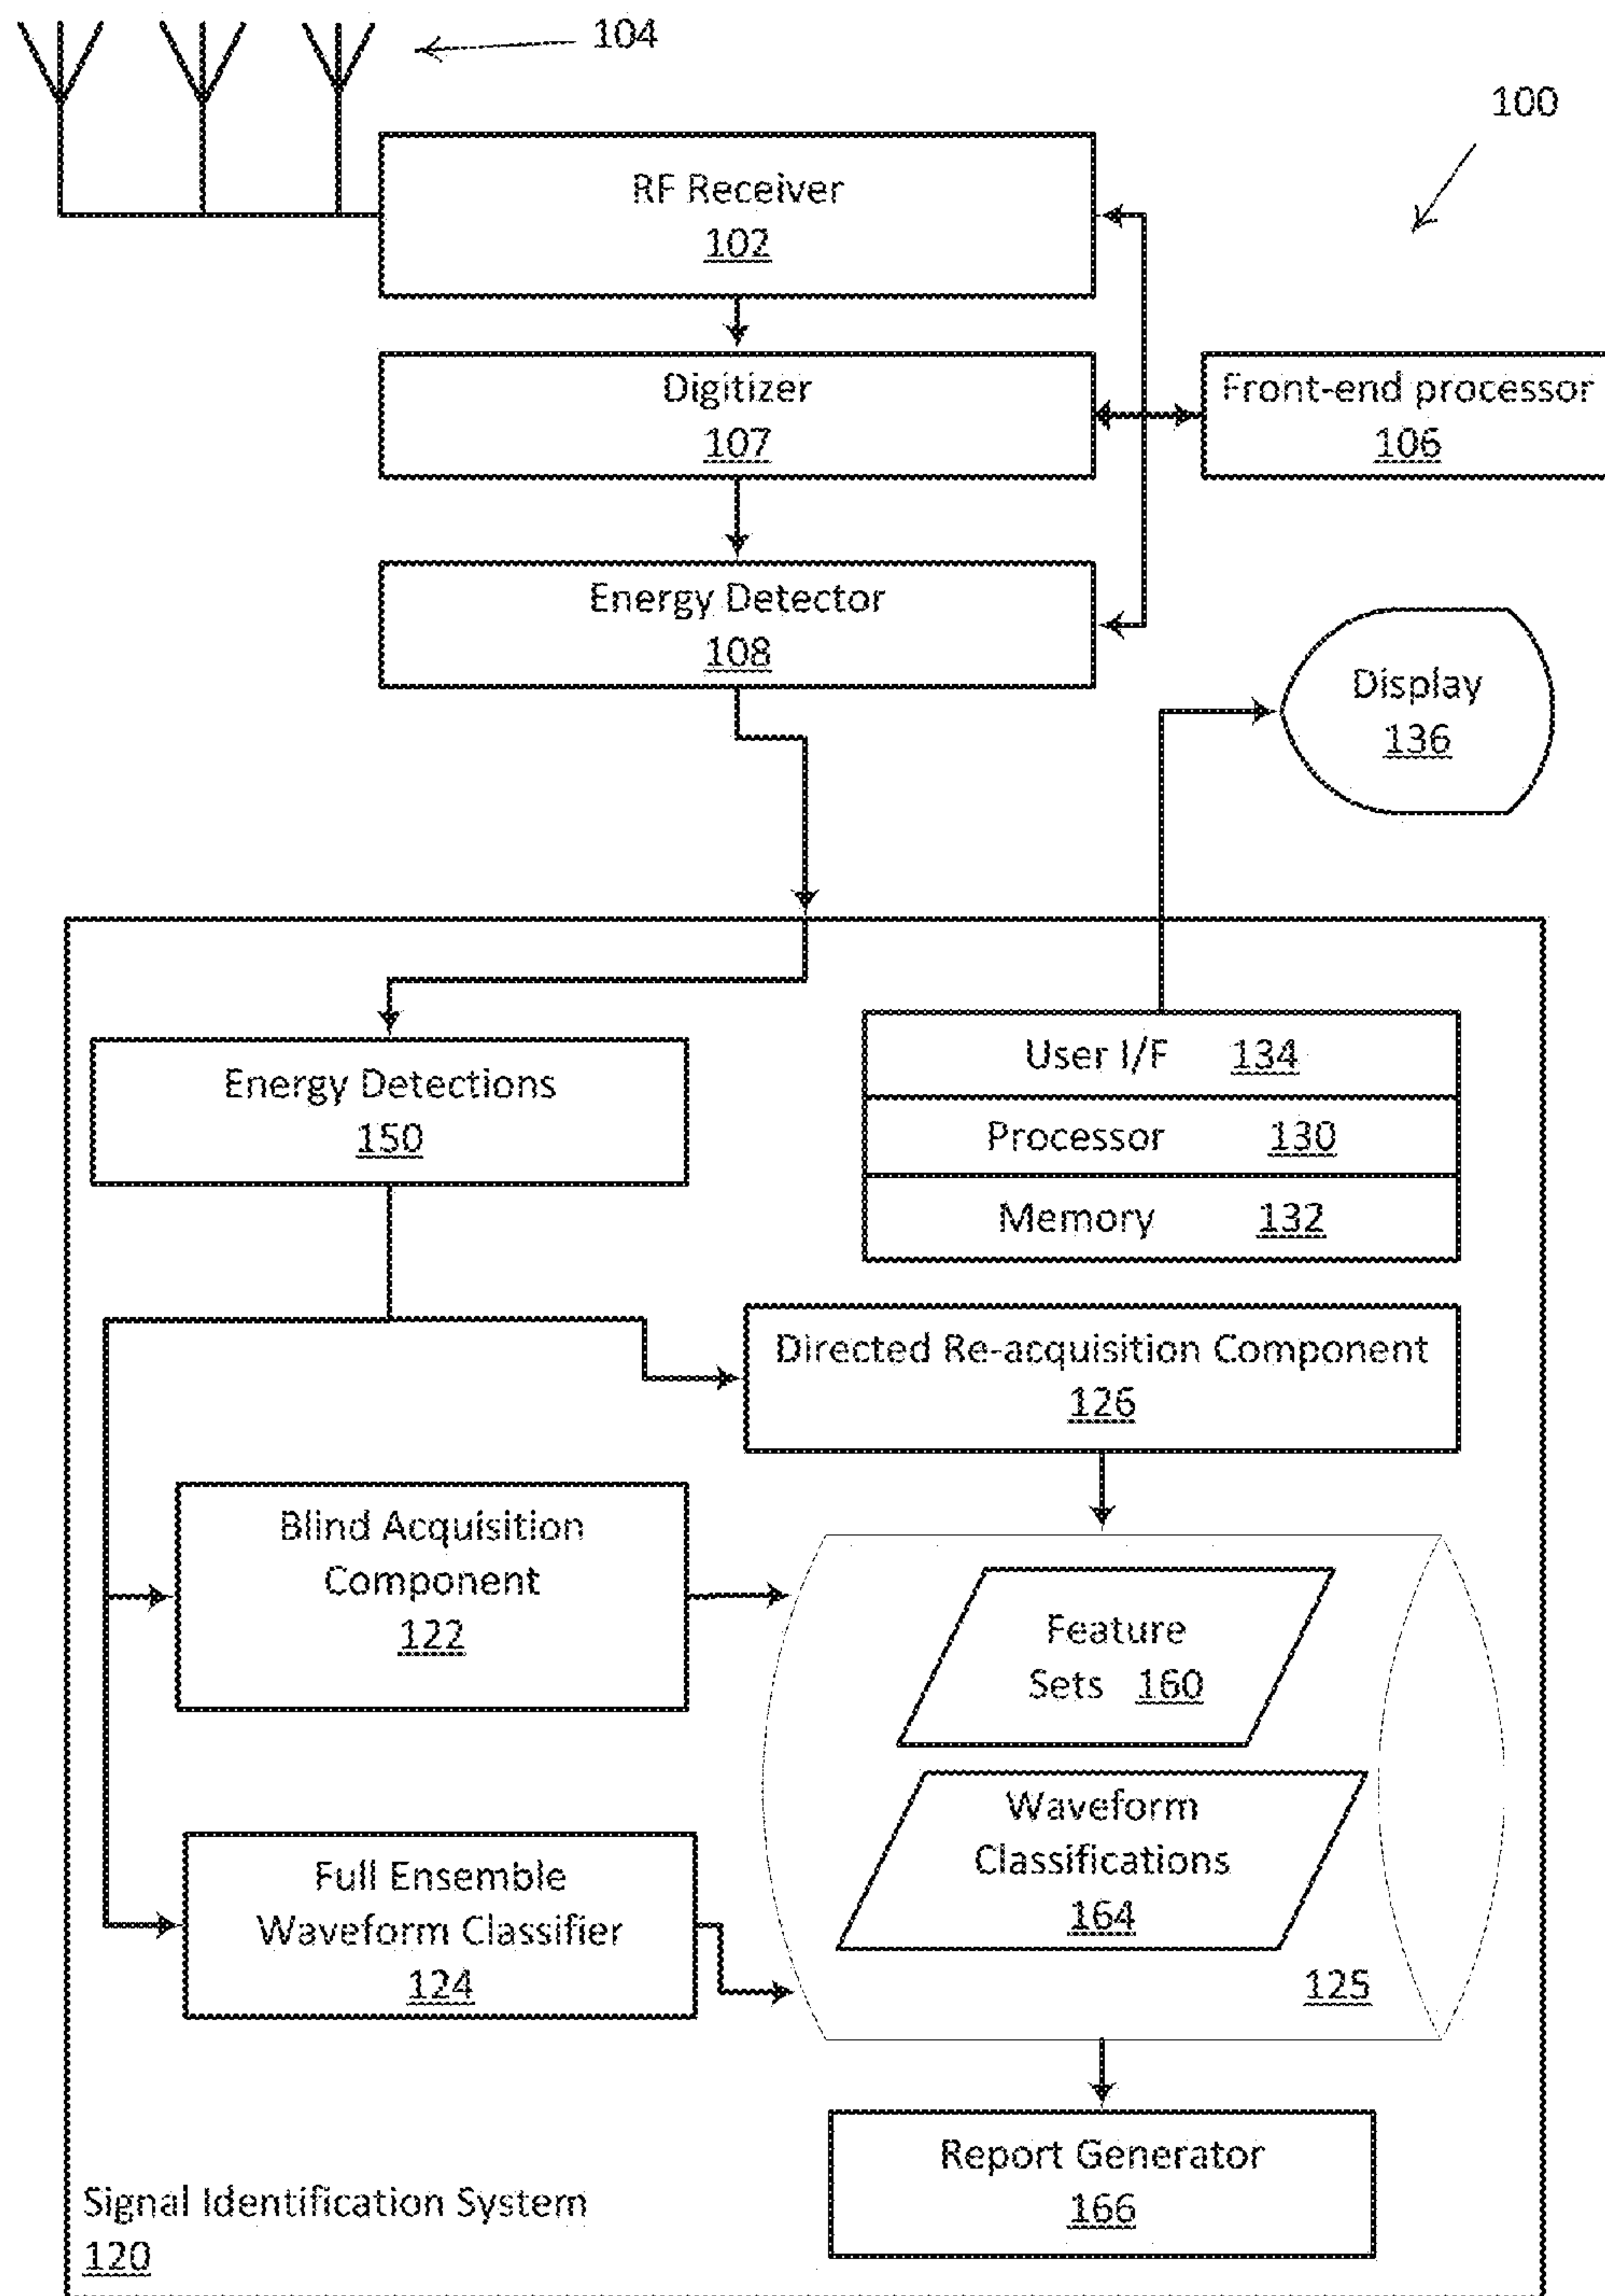 104
100
RF Receiver
102
Digitizer
107
Front-end processor
106
Energy Detector
108
Display
136
Energy Detections
150
User I/F 134
Processor 130
Memory 132
Directed Re-acquisition Component
126
Blind Acquisition
Component
122
Feature
Sets 160
Waveform
Classifications
164
125
Full Ensemble
Waveform Classifier
124
Report Generator
166
Signal Identification System
120